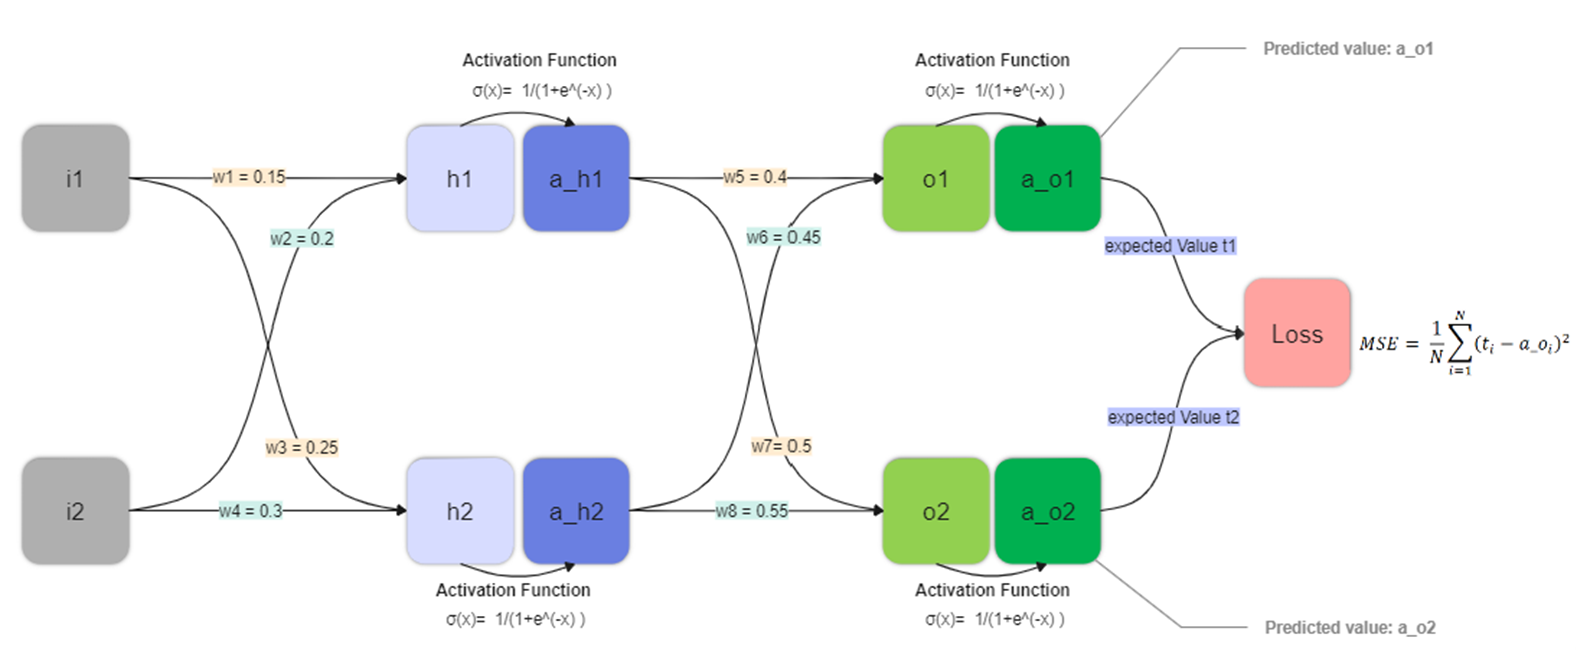 Activation Function
σ(x)= 1/(1+e^(-x) )
Activation Function
σ(x)= 1/(1+e^(-x) )
Predicted value: a_o1
i1
w1 = 0.15
h1
a_h1
w5 = 0.4
o1
a_o1
w2 = 0.2
w6 = 0.45
expected Value t1
Loss
MSE = \frac{1}{N}\sum_{i=1}^{N}(t_i − a_o_i)^2
expected Value t2
w3 = 0.25
w7= 0.5
i2
w4 = 0.3
h2
a_h2
w8 = 0.55
o2
a_o2
Activation Function
σ(x)= 1/(1+e^(-x) )
Activation Function
σ(x)= 1/(1+e^(-x) )
Predicted value: a_o2